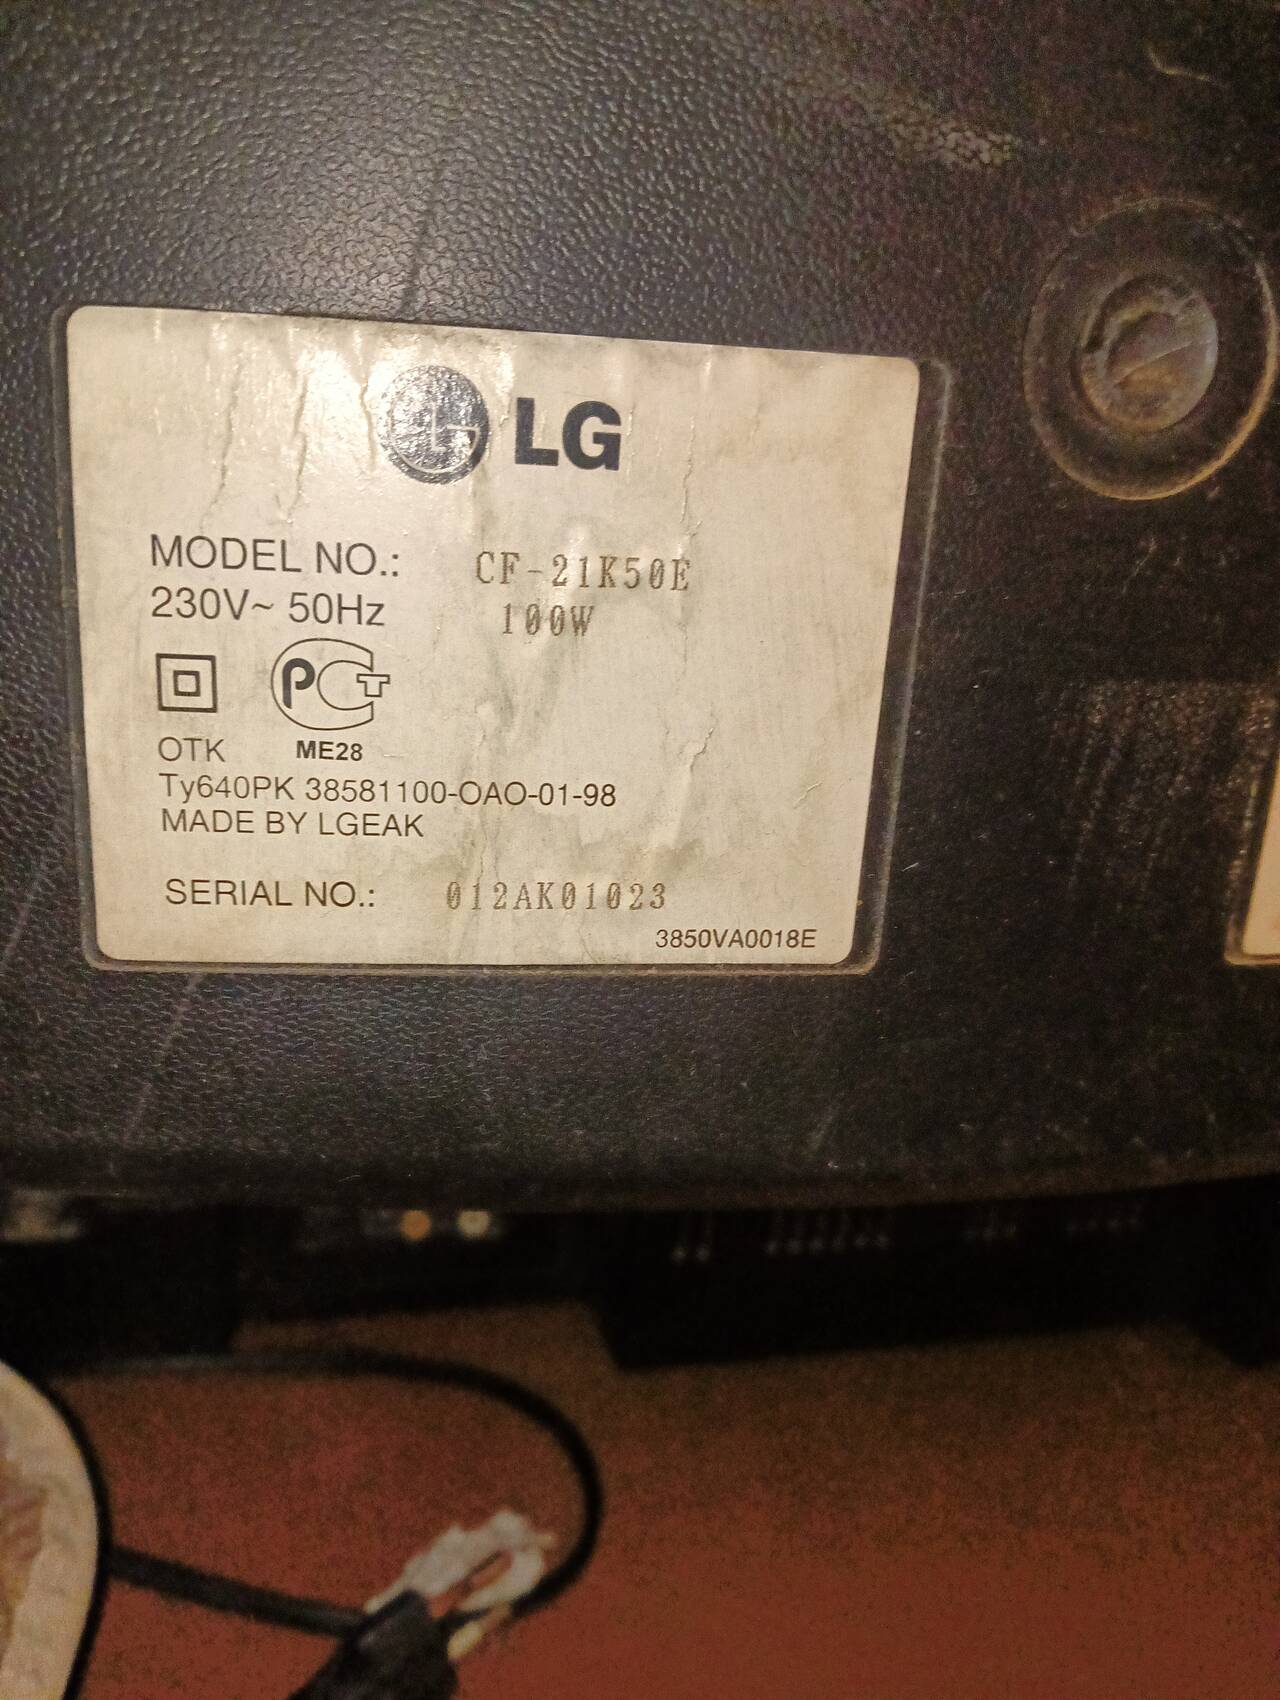 LG
MODEL NO.: CF-21K50E
230V~ 50Hz 100W
РСТ
OTK ME28
Ty640PK 38581100-OAO-01-98
MADE BY LGEAK
SERIAL NO.: 012AK01023
3850VA0018E